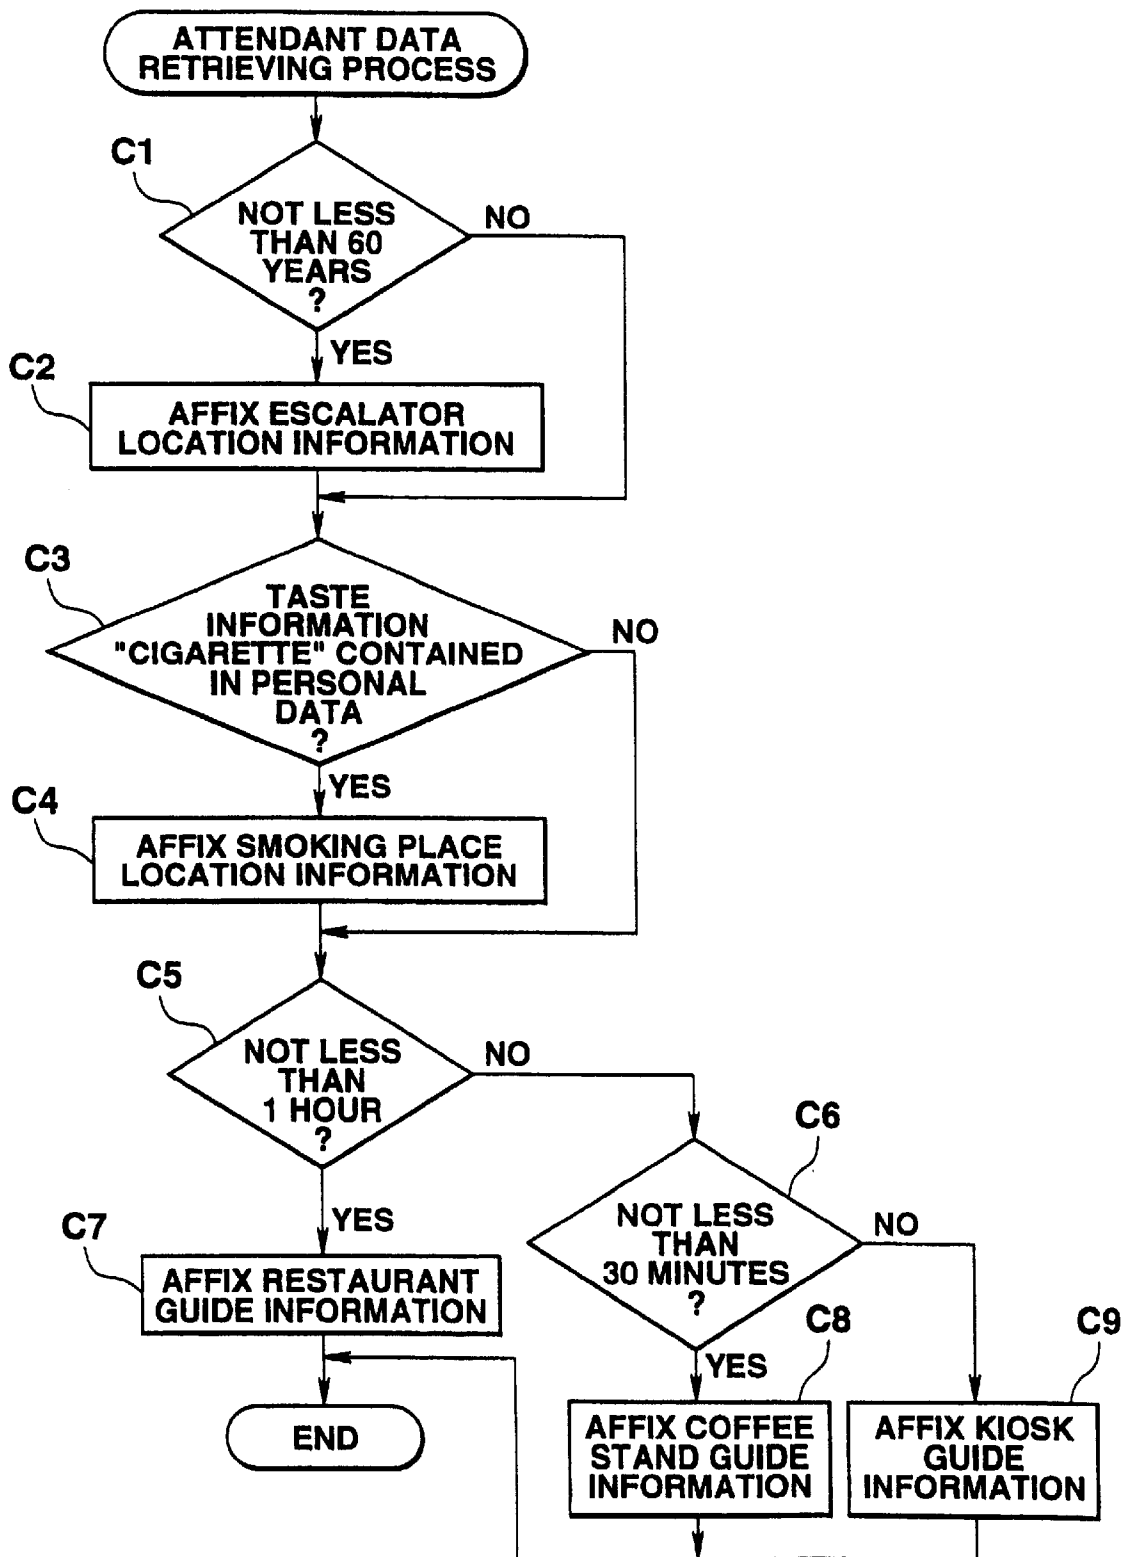 ATTENDANT DATA
RETRIEVING PROCESS
C1
NOT LESS
THAN 60
YEARS
?
NO
YES
C2
AFFIX ESCALATOR
LOCATION INFORMATION
C3
TASTE
INFORMATION
"CIGARETTE" CONTAINED
IN PERSONAL
DATA
?
NO
YES
C4
AFFIX SMOKING PLACE
LOCATION INFORMATION
C5
NOT LESS
THAN
1 HOUR
?
NO
YES
C6
NOT LESS
THAN
30 MINUTES
?
NO
YES
C7
AFFIX RESTAURANT
GUIDE INFORMATION
END
C8
AFFIX COFFEE
STAND GUIDE
INFORMATION
C9
AFFIX KIOSK
GUIDE
INFORMATION